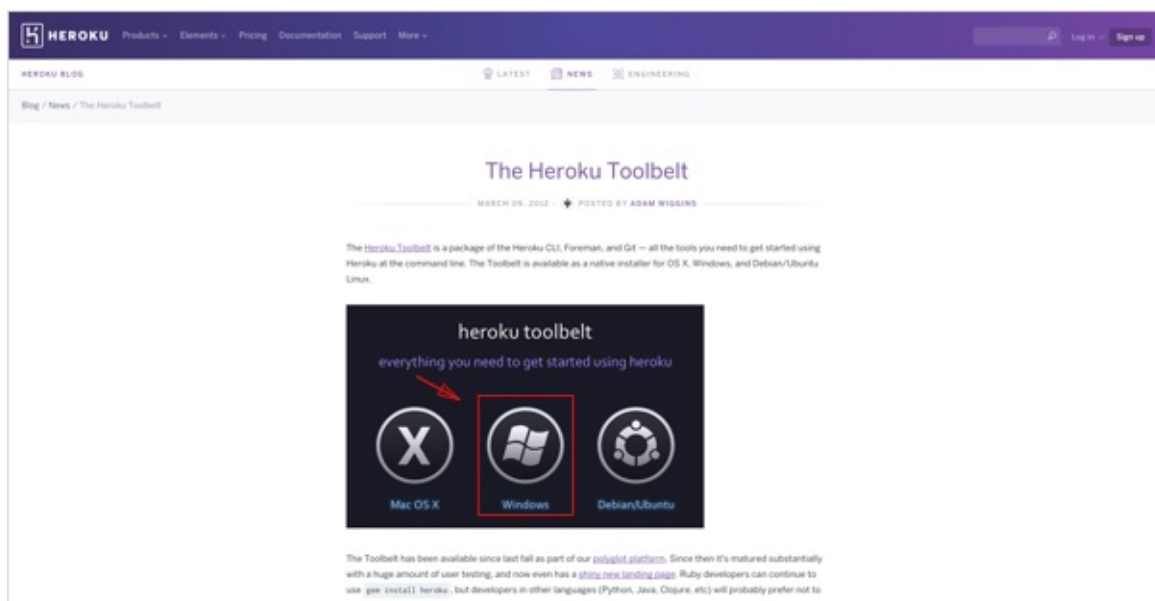 HEROKU Products Elements Pricing Documentation Support More Log in or Sign up
HEROKU BLOG LATEST NEWS ENGINEERING
Blog / News / The Heroku Toolbelt
The Heroku Toolbelt
MARCH 09, 2012 POSTED BY ADAM WIGGINS
The Heroku Toolbelt is a package of the Heroku CLI, Foreman, and Git — all the tools you need to get started using
Heroku at the command line. The Toolbelt is available as a native installer for OS X, Windows, and Debian/Ubuntu
Linux.
heroku toolbelt
everything you need to get started using heroku
Mac OS X Windows Debian/Ubuntu
The Toolbelt has been available since last fall as part of our polyglot platform. Since then it's matured substantially
with a huge amount of user testing, and now even has a shiny new landing page. Ruby developers can continue to
use gem install heroku, but developers in other languages (Python, Java, Clojure, etc) will probably prefer not to